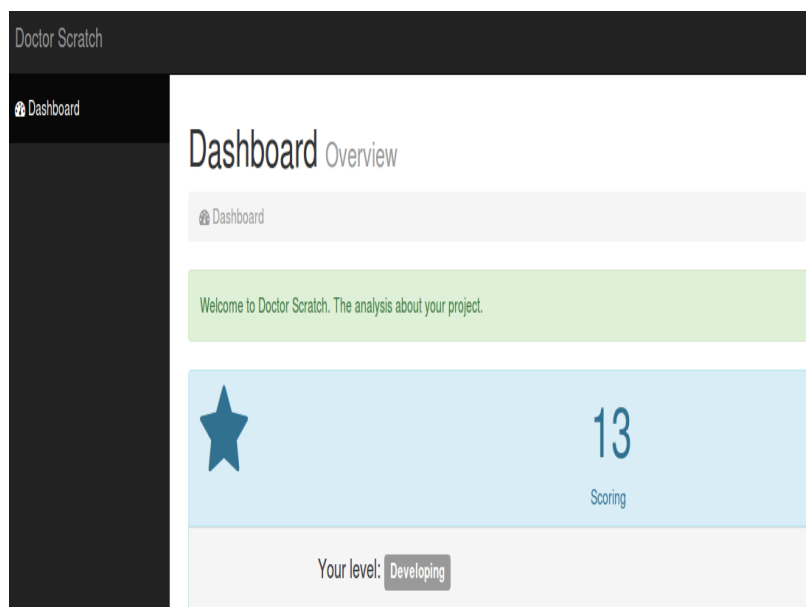 Doctor Scratch
Dashboard
Dashboard Overview
Dashboard
Welcome to Doctor Scratch. The analysis about your project.
13
Scoring
Your level: Developing